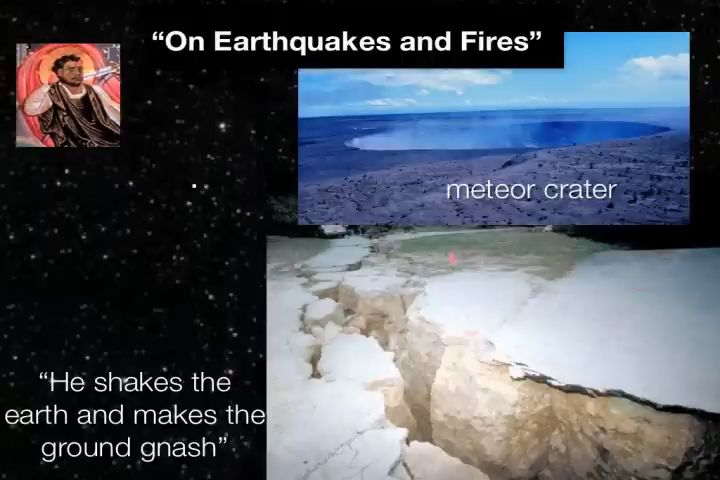 “On Earthquakes and Fires”
meteor crater
“He shakes the
earth and makes the
ground gnash”